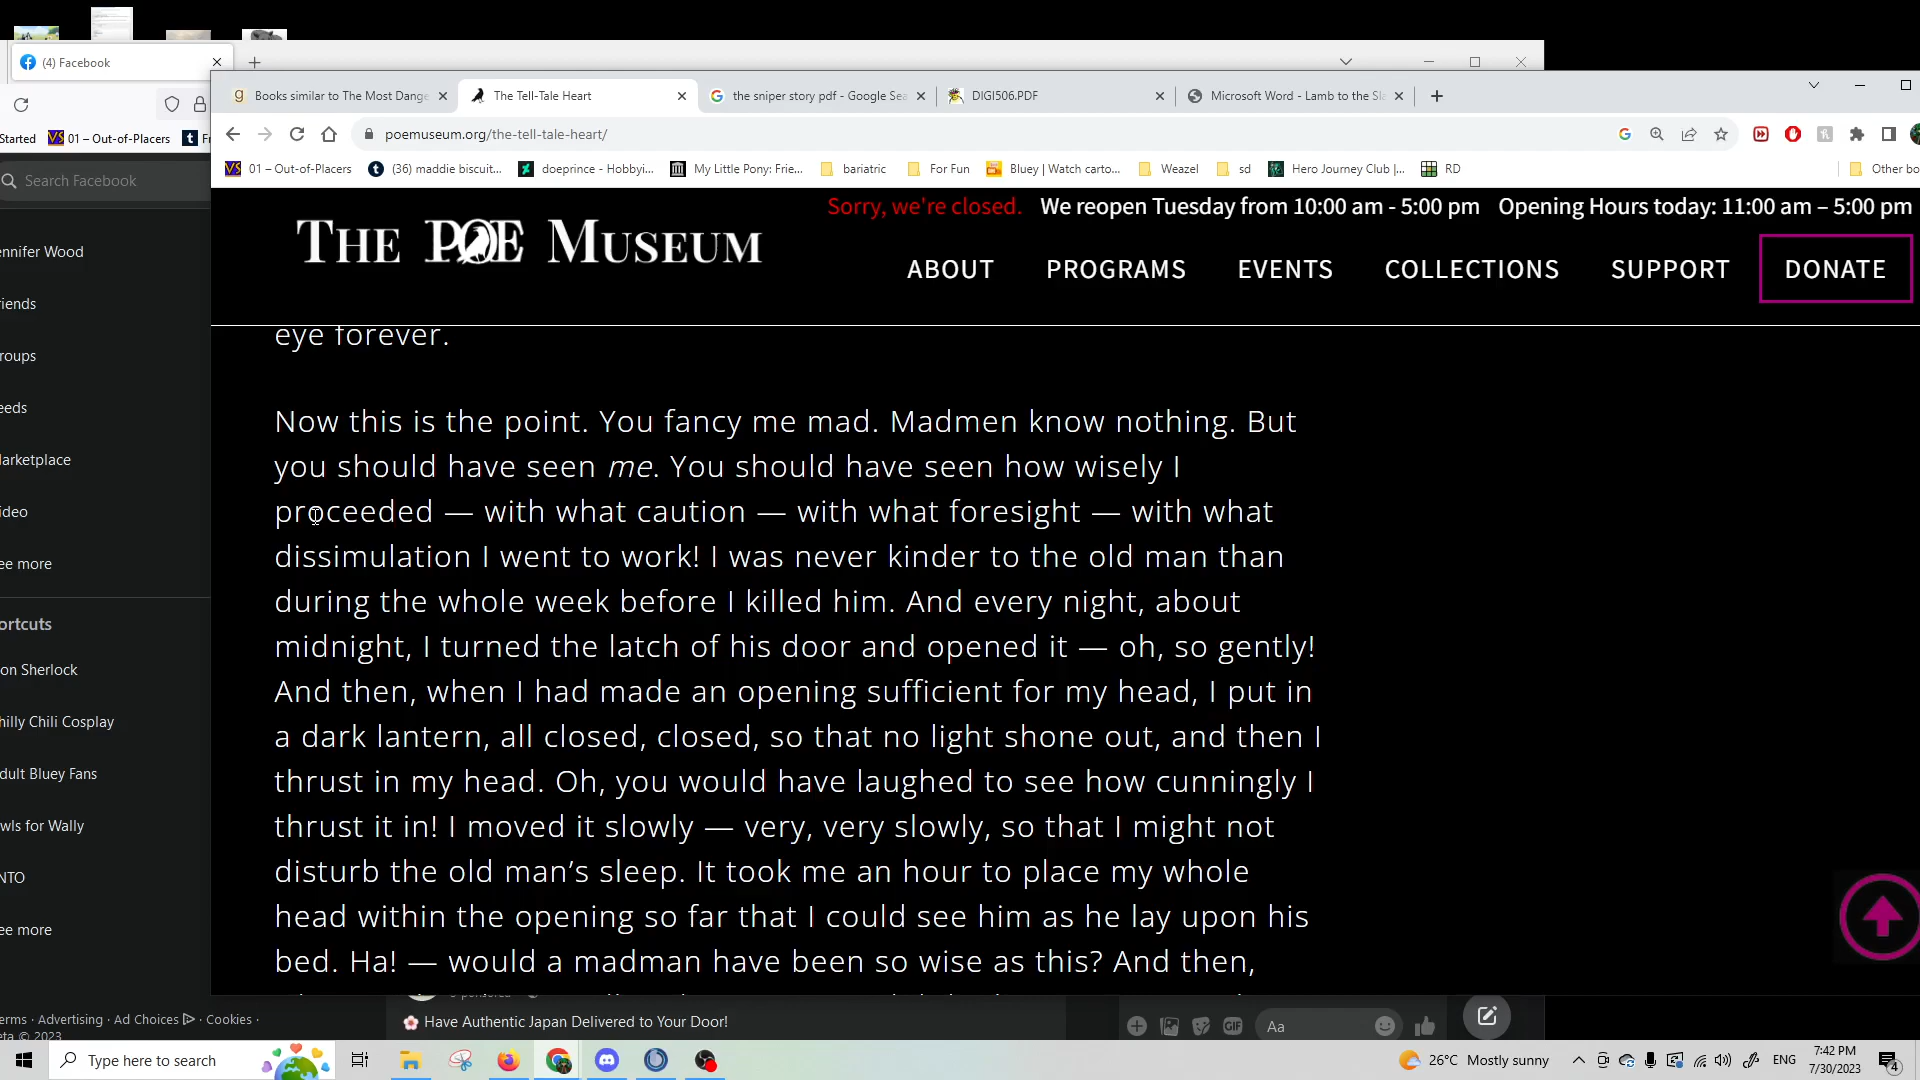 (4) Facebook
Books similar to The Most Dange
The Tell-Tale Heart
the sniper story pdf - Google Sea
DIGI506.PDF
Microsoft Word - Lamb to the Sla
poemuseum.org/the-tell-tale-heart/
Started
01 – Out-of-Placers
Fr
01 – Out-of-Placers
(36) maddie biscuit...
doeprince - Hobbyi...
My Little Pony: Frie...
bariatric
For Fun
Bluey | Watch carto...
Weazel
sd
Hero Journey Club |...
RD
Other bo
Search Facebook
ennifer Wood
riends
roups
eeds
arketplace
ideo
ee more
ortcuts
on Sherlock
hilly Chili Cosplay
dult Bluey Fans
wls for Wally
NTO
ee more
erms · Advertising · Ad Choices · Cookies ·
eta © 2023
THE POE MUSEUM
Sorry, we're closed. We reopen Tuesday from 10:00 am - 5:00 pm Opening Hours today: 11:00 am – 5:00 pm
ABOUT PROGRAMS EVENTS COLLECTIONS SUPPORT DONATE
eye forever.
Now this is the point. You fancy me mad. Madmen know nothing. But
you should have seen me. You should have seen how wisely I
proceeded — with what caution — with what foresight — with what
dissimulation I went to work! I was never kinder to the old man than
during the whole week before I killed him. And every night, about
midnight, I turned the latch of his door and opened it — oh, so gently!
And then, when I had made an opening sufficient for my head, I put in
a dark lantern, all closed, closed, so that no light shone out, and then I
thrust in my head. Oh, you would have laughed to see how cunningly I
thrust it in! I moved it slowly — very, very slowly, so that I might not
disturb the old man’s sleep. It took me an hour to place my whole
head within the opening so far that I could see him as he lay upon his
bed. Ha! — would a madman have been so wise as this? And then,
Have Authentic Japan Delivered to Your Door!
GIF
Aa
Type here to search
26°C Mostly sunny
ENG
7:42 PM
7/30/2023
4